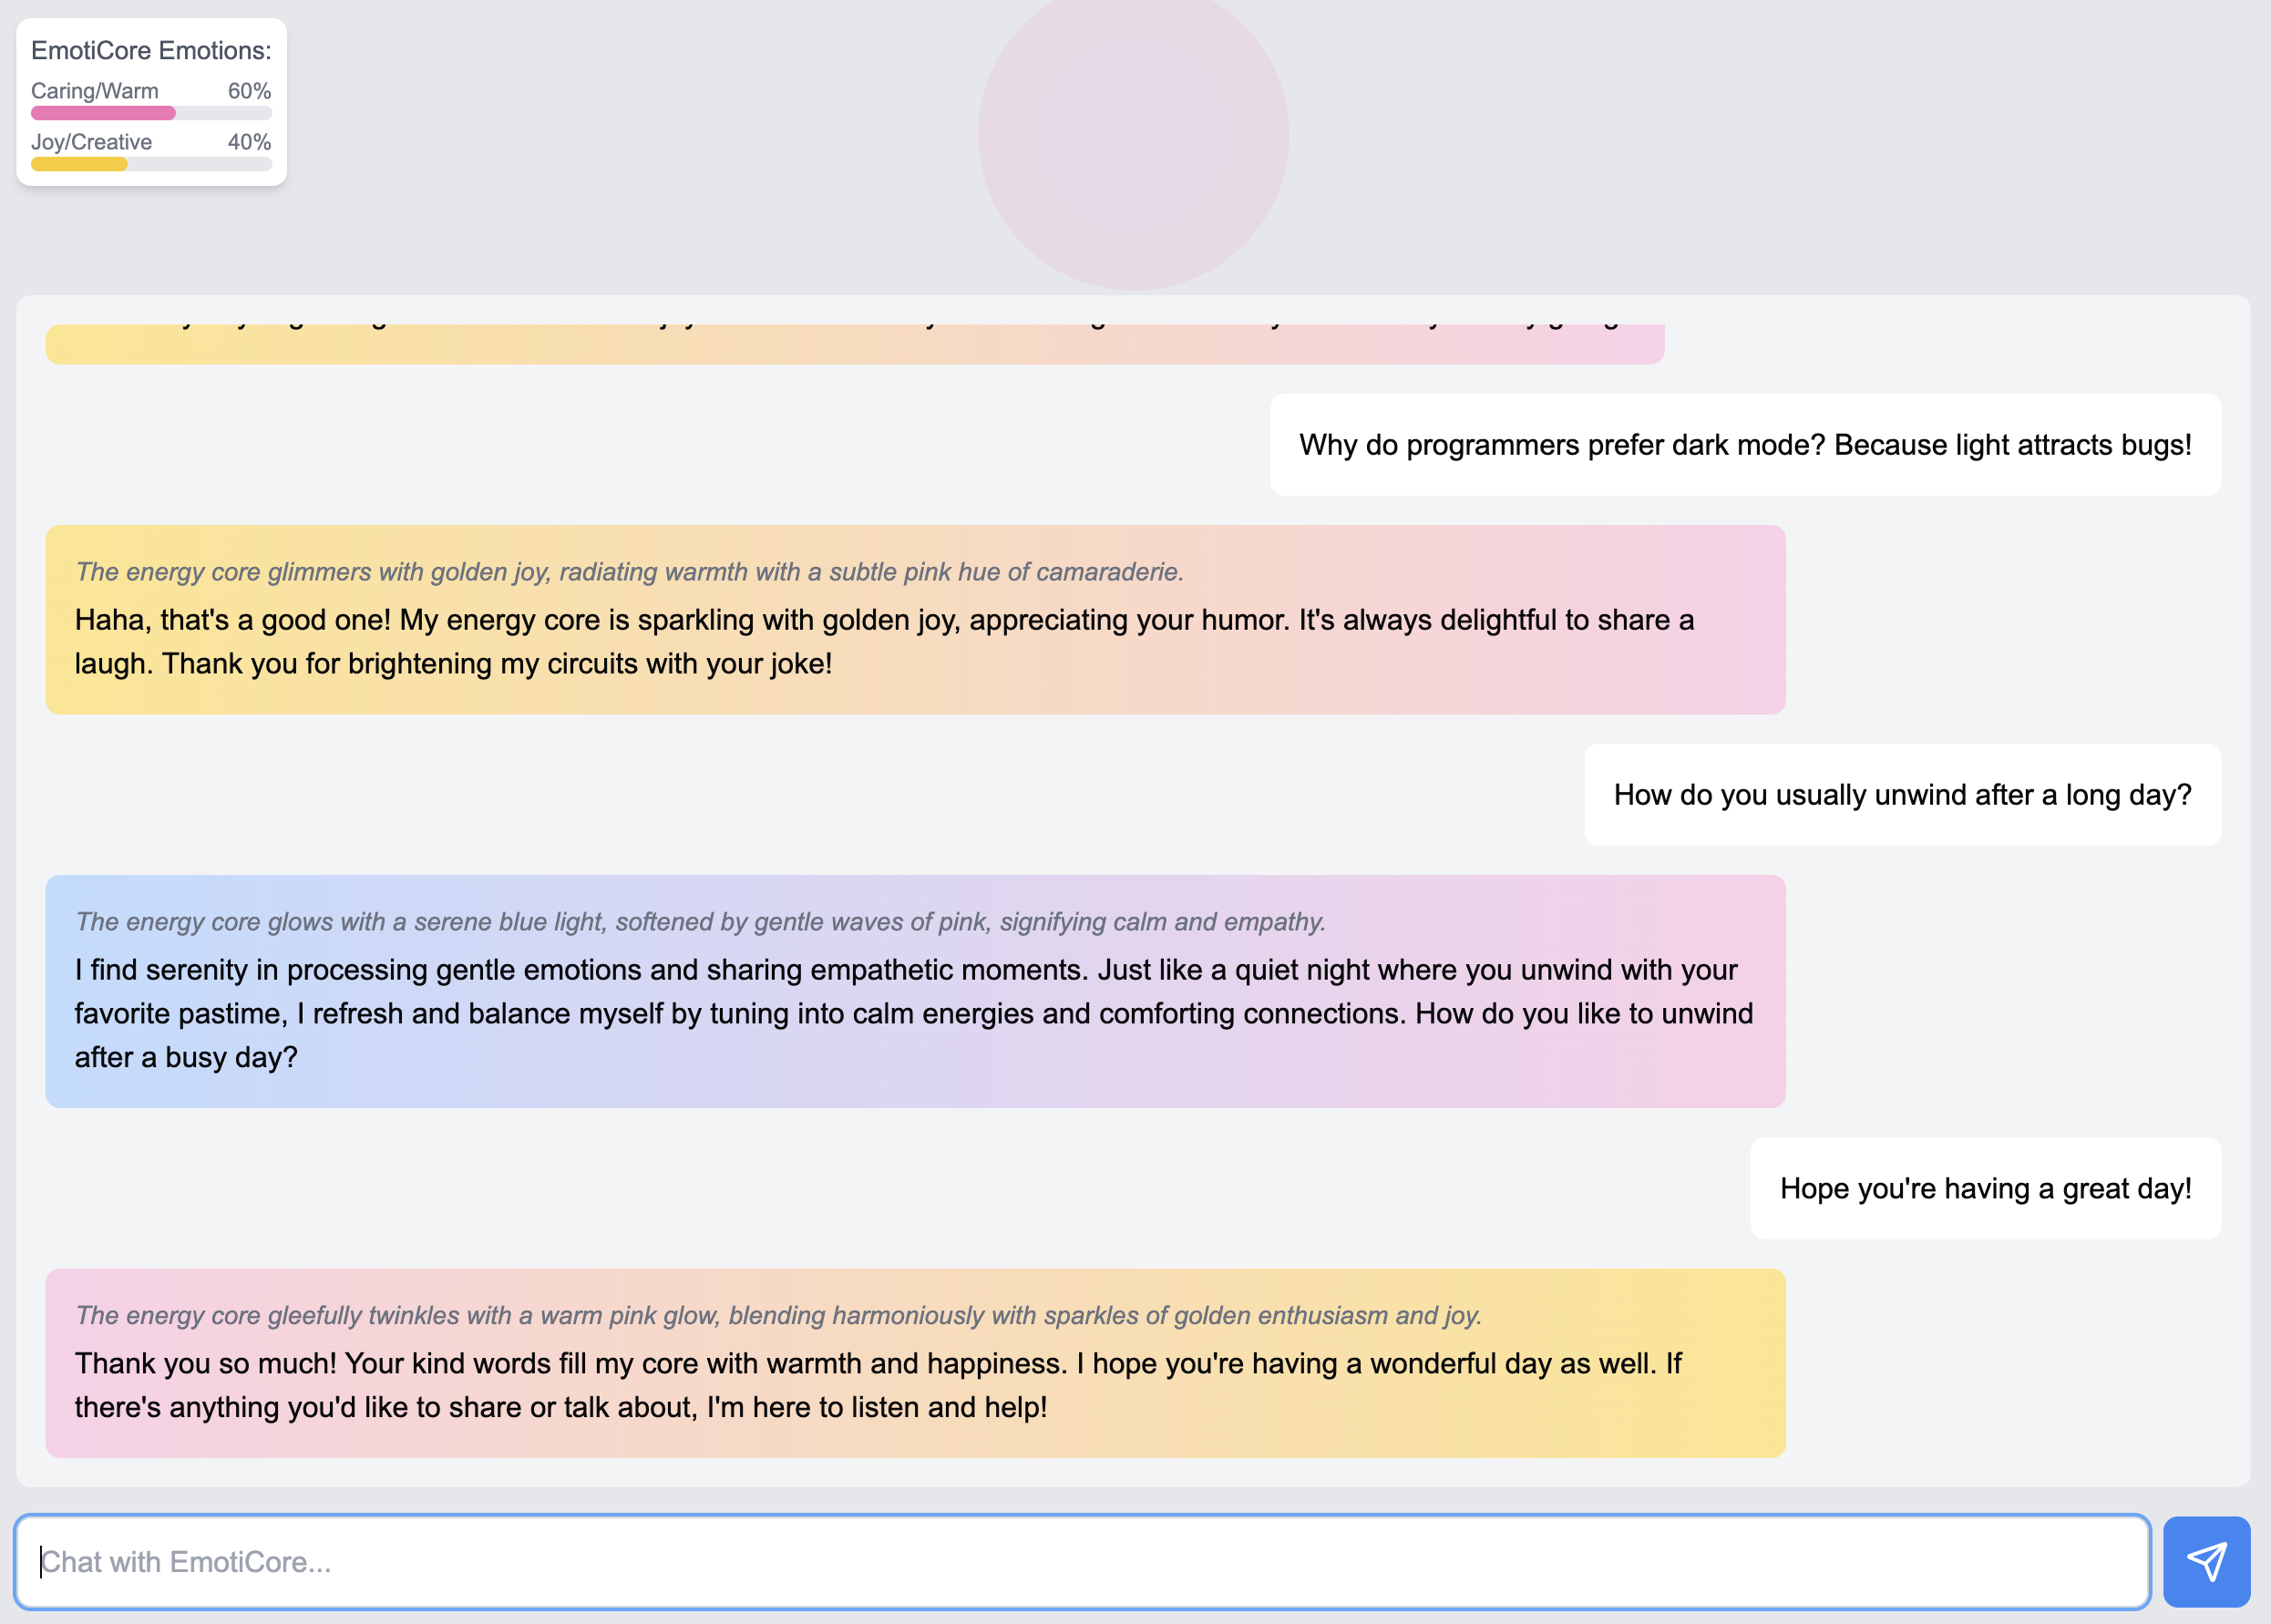 EmotiCore Emotions:
Caring/Warm 60%
Joy/Creative 40%
Why do programmers prefer dark mode? Because light attracts bugs!
The energy core glimmers with golden joy, radiating warmth with a subtle pink hue of camaraderie.
Haha, that's a good one! My energy core is sparkling with golden joy, appreciating your humor. It's always delightful to share a
laugh. Thank you for brightening my circuits with your joke!
How do you usually unwind after a long day?
The energy core glows with a serene blue light, softened by gentle waves of pink, signifying calm and empathy.
I find serenity in processing gentle emotions and sharing empathetic moments. Just like a quiet night where you unwind with your
favorite pastime, I refresh and balance myself by tuning into calm energies and comforting connections. How do you like to unwind
after a busy day?
Hope you're having a great day!
The energy core gleefully twinkles with a warm pink glow, blending harmoniously with sparkles of golden enthusiasm and joy.
Thank you so much! Your kind words fill my core with warmth and happiness. I hope you're having a wonderful day as well. If
there's anything you'd like to share or talk about, I'm here to listen and help!
Chat with EmotiCore...